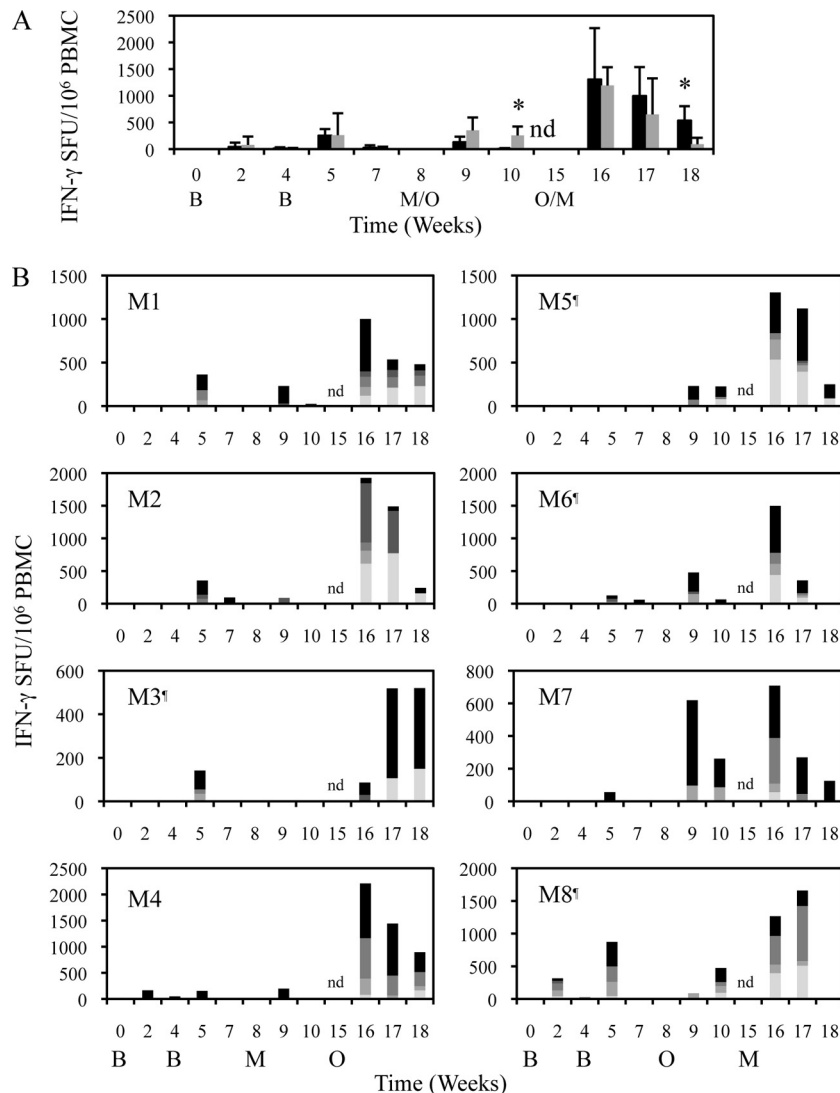 A
IFN-γ SFU/10⁶ PBMC
2500
2000
1500
1000
500
0
*
nd
*
0 2 4 5 7 8 9 10 15 16 17 18
B B M/O O/M
Time (Weeks)
B
IFN-γ SFU/10⁶ PBMC
M1
1500
1000
500
0
nd
0 2 4 5 7 8 9 10 15 16 17 18
M5¶
1500
1000
500
0
nd
0 2 4 5 7 8 9 10 15 16 17 18
M2
2000
1500
1000
500
0
nd
0 2 4 5 7 8 9 10 15 16 17 18
M6¶
2000
1500
1000
500
0
nd
0 2 4 5 7 8 9 10 15 16 17 18
M3¶
600
400
200
0
nd
0 2 4 5 7 8 9 10 15 16 17 18
M7
800
600
400
200
0
nd
0 2 4 5 7 8 9 10 15 16 17 18
M4
2500
2000
1500
1000
500
0
nd
0 2 4 5 7 8 9 10 15 16 17 18
B B M O
M8¶
2000
1500
1000
500
0
nd
0 2 4 5 7 8 9 10 15 16 17 18
B B O M
Time (Weeks)